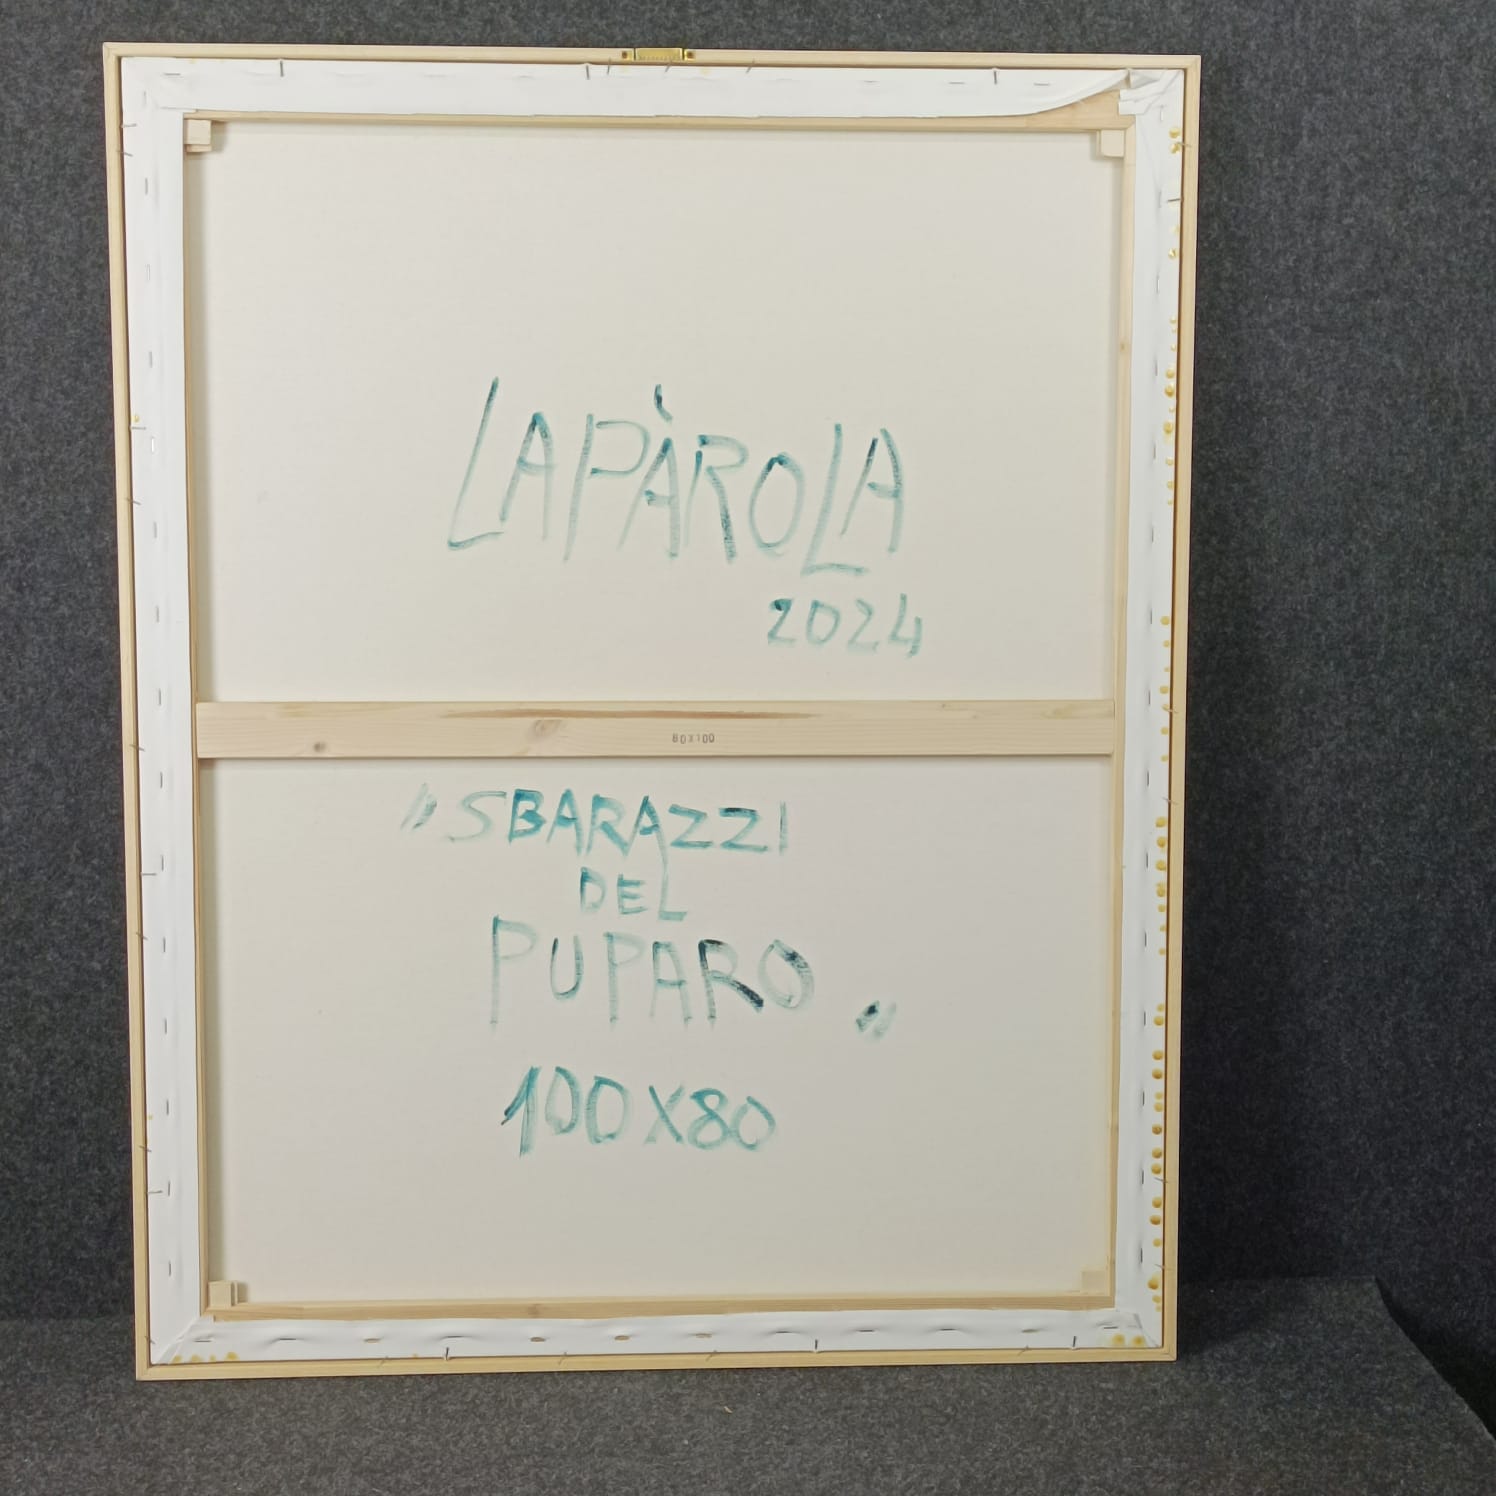 LAPÀROLA
2024
80X100
"SBARAZZI
DEL
PUPARO"
100X80